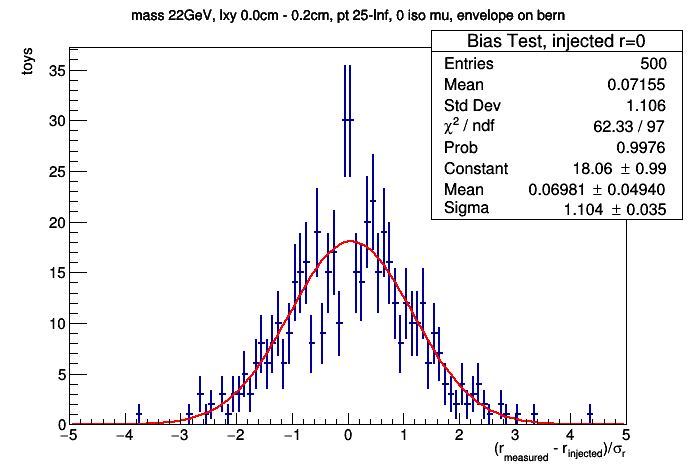 mass 22GeV, lxy 0.0cm - 0.2cm, pt 25-Inf, 0 iso mu, envelope on bern
Bias Test, injected r=0
Entries 500
Mean 0.07155
Std Dev 1.106
χ² / ndf 62.33 / 97
Prob 0.9976
Constant 18.06 ± 0.99
Mean 0.06981 ± 0.04940
Sigma 1.104 ± 0.035
toys
35
30
25
20
15
10
5
0
−5 −4 −3 −2 −1 0 1 2 3 4 5
(r_measured - r_injected)/σ_r